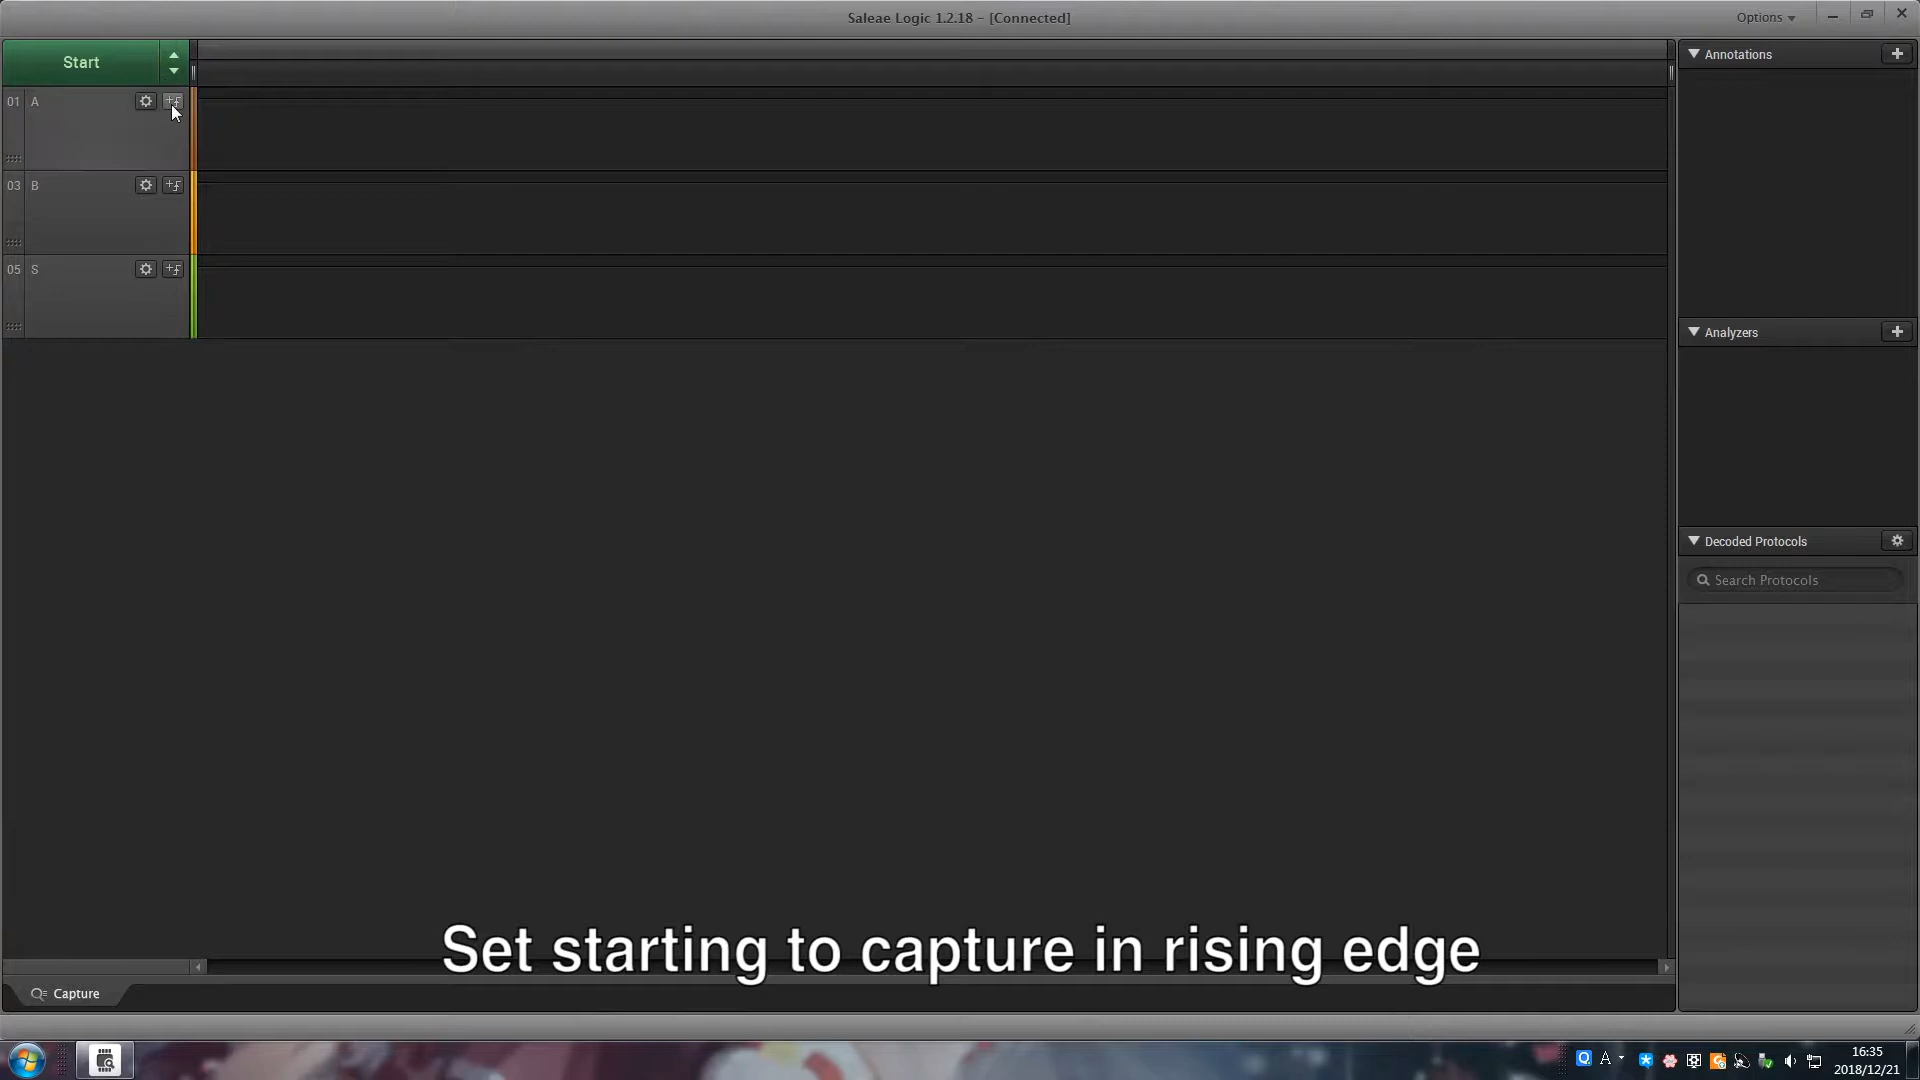 Saleae Logic 1.2.18 - [Connected]
Options
Start
Annotations
01 A
03 B
05 S
Analyzers
Decoded Protocols
Search Protocols
Set starting to capture in rising edge
Capture
A
16:35
2018/12/21